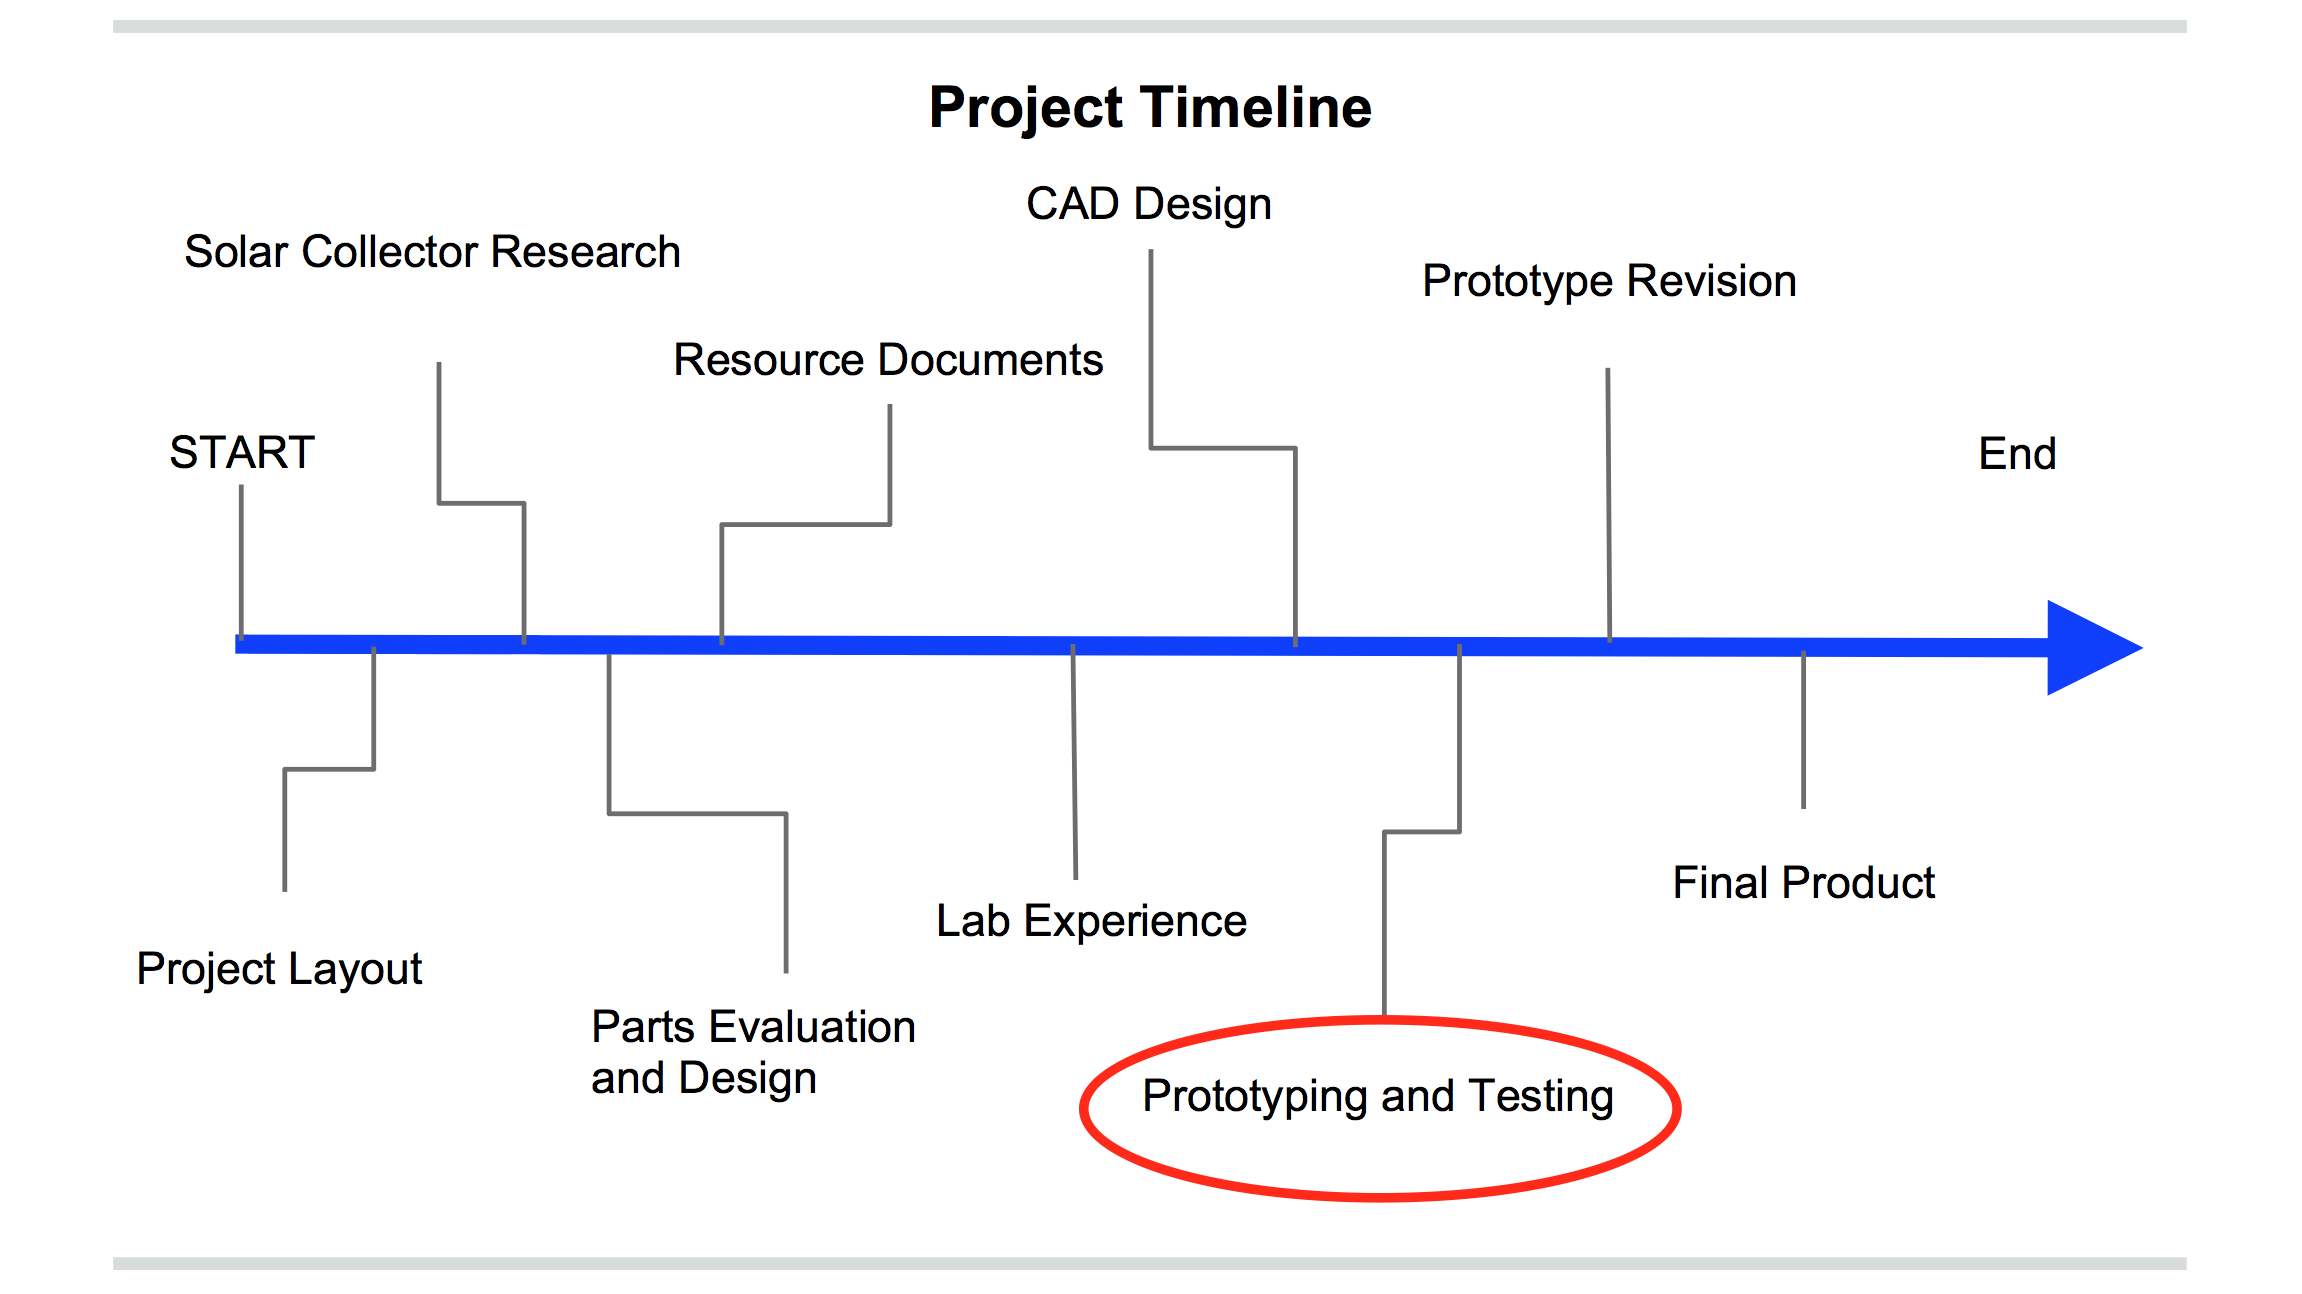 Project Timeline
CAD Design
Solar Collector Research
Prototype Revision
Resource Documents
START
End
Final Product
Lab Experience
Project Layout
Parts Evaluation
and Design
Prototyping and Testing